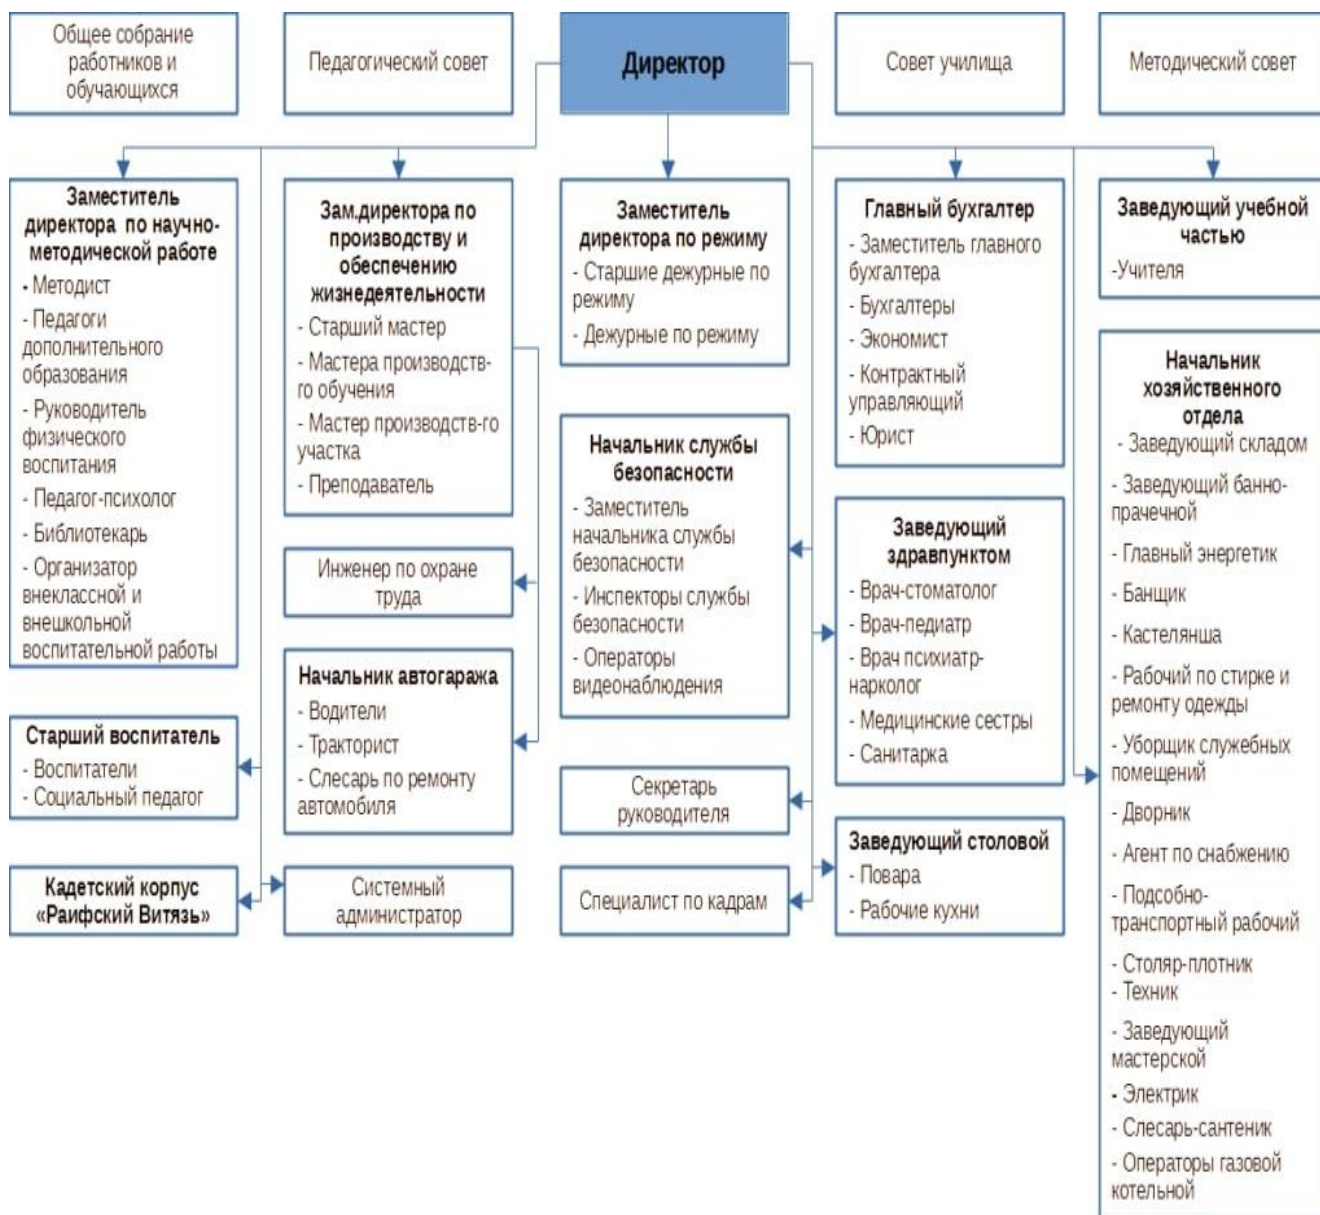 Общее собрание
работников и
обучающихся
Педагогический совет
Директор
Совет училища
Методический совет
Заместитель
директора по научно-
методической работе
- Методист
- Педагоги
дополнительного
образования
- Руководитель
физического
воспитания
- Педагог-психолог
- Библиотекарь
- Организатор
внеклассной и
внешкольной
воспитательной работы
Старший воспитатель
- Воспитатели
- Социальный педагог
Кадетский корпус
«Раифский Витязь»
Зам.директора по
производству и
обеспечению
жизнедеятельности
- Старший мастер
- Мастера производств-
го обучения
- Мастер производств-го
участка
- Преподаватель
Инженер по охране
труда
Начальник автогаража
- Водители
- Тракторист
- Слесарь по ремонту
автомобиля
Системный
администратор
Заместитель
директора по режиму
- Старшие дежурные по
режиму
- Дежурные по режиму
Начальник службы
безопасности
- Заместитель
начальника службы
безопасности
- Инспекторы службы
безопасности
- Операторы
видеонаблюдения
Секретарь
руководителя
Специалист по кадрам
Главный бухгалтер
- Заместитель главного
бухгалтера
- Бухгалтеры
- Экономист
- Контрактный
управляющий
- Юрист
Заведующий
здравпунктом
- Врач-стоматолог
- Врач-педиатр
- Врач психиатр-
нарколог
- Медицинские сестры
- Санитарка
Заведующий столовой
- Повара
- Рабочие кухни
Заведующий учебной
частью
-Учителя
Начальник
хозяйственного
отдела
- Заведующий складом
- Заведующий банно-
прачечной
- Главный энергетик
- Банщик
- Кастелянша
- Рабочий по стирке и
ремонту одежды
- Уборщик служебных
помещений
- Дворник
- Агент по снабжению
- Подсобно-
транспортный рабочий
- Столяр-плотник
- Техник
- Заведующий
мастерской
- Электрик
- Слесарь-сантеник
- Операторы газовой
котельной